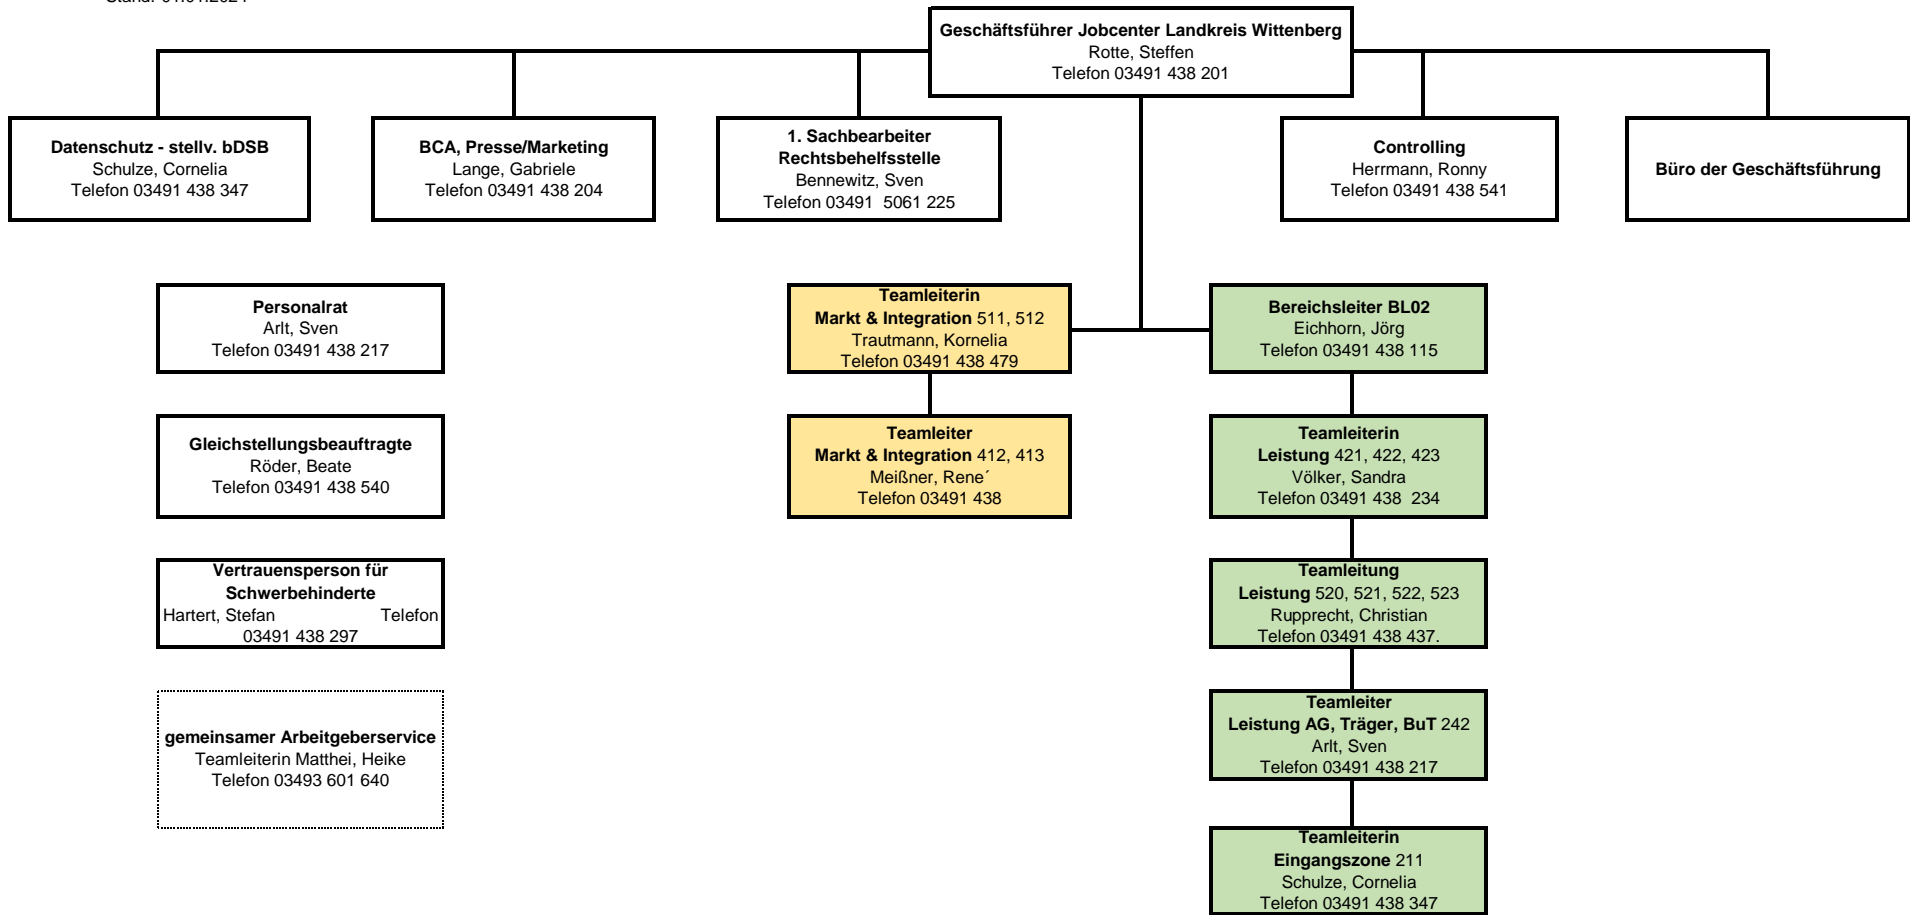 Geschäftsführer Jobcenter Landkreis Wittenberg
Rotte, Steffen
Telefon 03491 438 201
Datenschutz - stellv. bDSB
Schulze, Cornelia
Telefon 03491 438 347
BCA, Presse/Marketing
Lange, Gabriele
Telefon 03491 438 204
1. Sachbearbeiter
Rechtsbehelfsstelle
Bennewitz, Sven
Telefon 03491  5061 225
Controlling
Herrmann, Ronny
Telefon 03491 438 541
Büro der Geschäftsführung
Personalrat
Arlt, Sven
Telefon 03491 438 217
Gleichstellungsbeauftragte
Röder, Beate
Telefon 03491 438 540
Vertrauensperson für
Schwerbehinderte
Hartert, Stefan Telefon
03491 438 297
gemeinsamer Arbeitgeberservice
Teamleiterin Matthei, Heike
Telefon 03493 601 640
Teamleiterin
Markt & Integration 511, 512
Trautmann, Kornelia
Telefon 03491 438 479
Teamleiter
Markt & Integration 412, 413
Meißner, Rene´
Telefon 03491 438
Bereichsleiter BL02
Eichhorn, Jörg
Telefon 03491 438 115
Teamleiterin
Leistung 421, 422, 423
Völker, Sandra
Telefon 03491 438  234
Teamleitung
Leistung 520, 521, 522, 523
Rupprecht, Christian
Telefon 03491 438 437.
Teamleiter
Leistung AG, Träger, BuT 242
Arlt, Sven
Telefon 03491 438 217
Teamleiterin
Eingangszone 211
Schulze, Cornelia
Telefon 03491 438 347